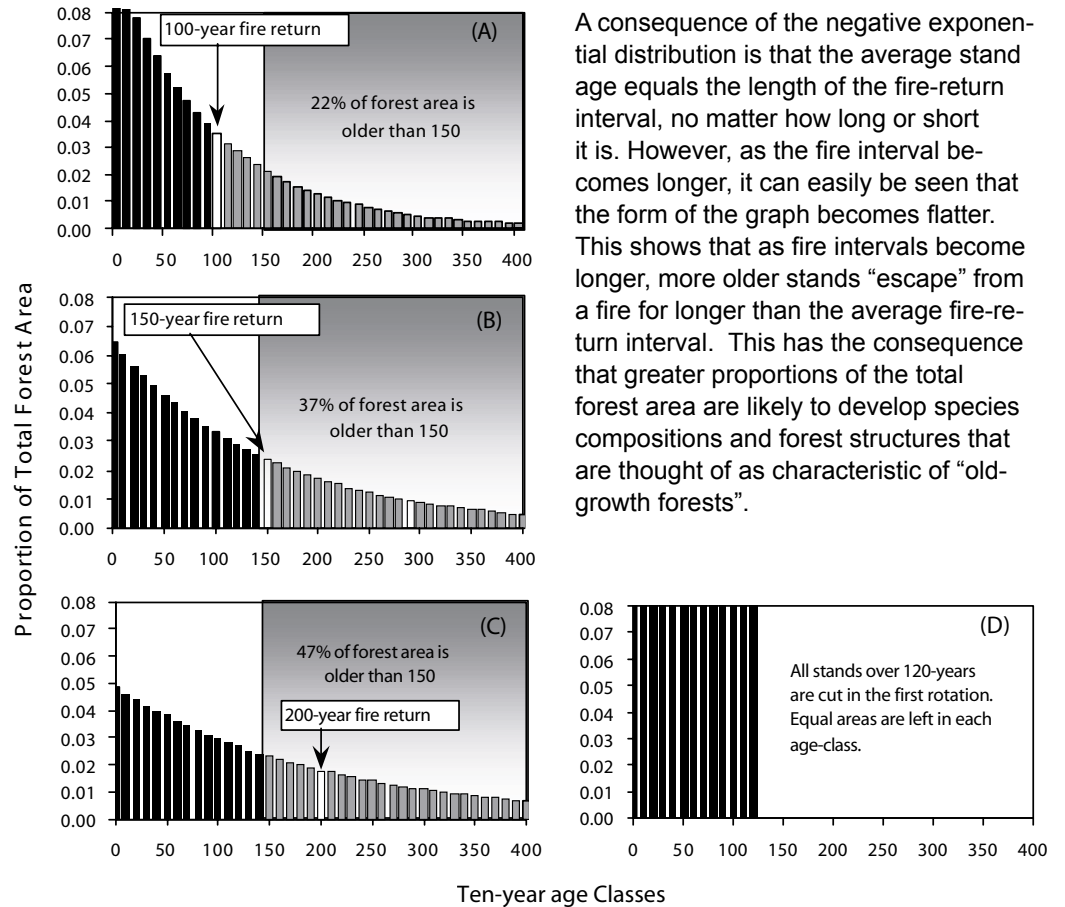 0.08
0.07
0.06
0.05
0.04
0.03
0.02
0.01
0.00
100-year fire return
(A)
22% of forest area is
older than 150
0 50 100 150 200 250 300 350 400
A consequence of the negative exponen-
tial distribution is that the average stand
age equals the length of the fire-return
interval, no matter how long or short
it is. However, as the fire interval be-
comes longer, it can easily be seen that
the form of the graph becomes flatter.
This shows that as fire intervals become
longer, more older stands “escape” from
a fire for longer than the average fire-re-
turn interval.  This has the consequence
that greater proportions of the total
forest area are likely to develop species
compositions and forest structures that
are thought of as characteristic of “old-
growth forests”.
Proportion of Total Forest Area
0.08
0.07
0.06
0.05
0.04
0.03
0.02
0.01
0.00
150-year fire return
(B)
37% of forest area is
older than 150
0 50 100 150 200 250 300 350 400
0.08
0.07
0.06
0.05
0.04
0.03
0.02
0.01
0.00
(C)
47% of forest area is
older than 150
200-year fire return
0 50 100 150 200 250 300 350 400
0.08
0.07
0.06
0.05
0.04
0.03
0.02
0.01
0.00
(D)
All stands over 120-years
are cut in the first rotation.
Equal areas are left in each
age-class.
0 50 100 150 200 250 300 350 400
Ten-year age Classes